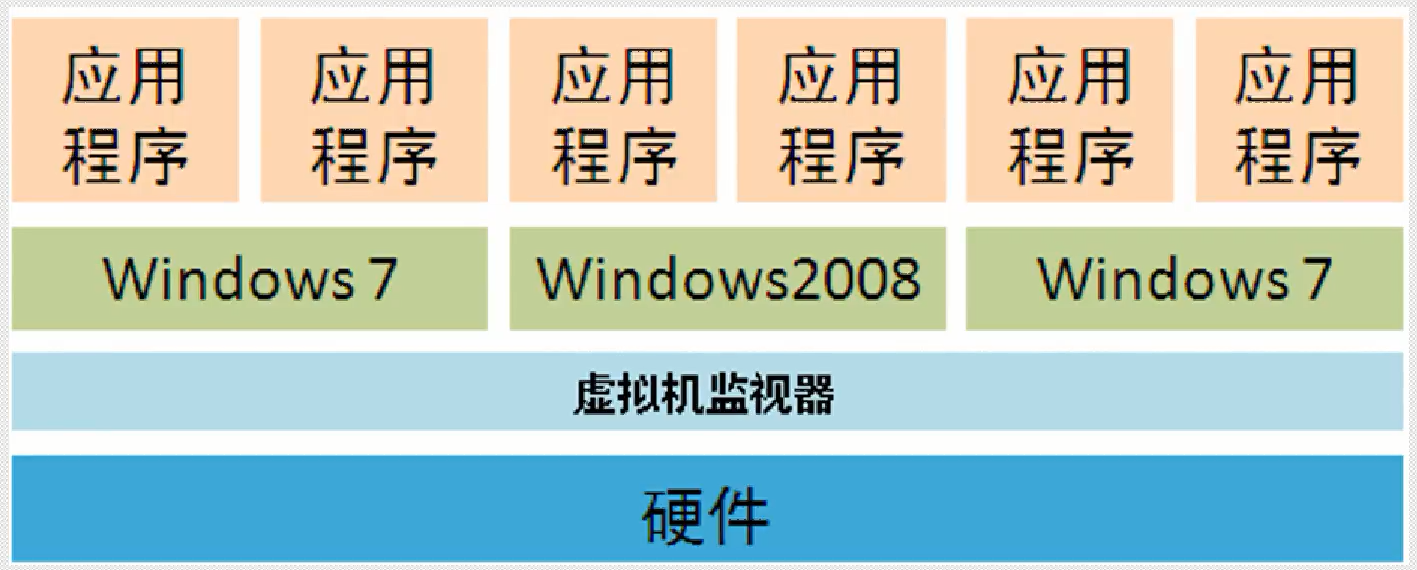 应用 应用 应用 应用 应用 应用
程序 程序 程序 程序 程序 程序
Windows 7 Windows2008 Windows 7
虚拟机监视器
硬件